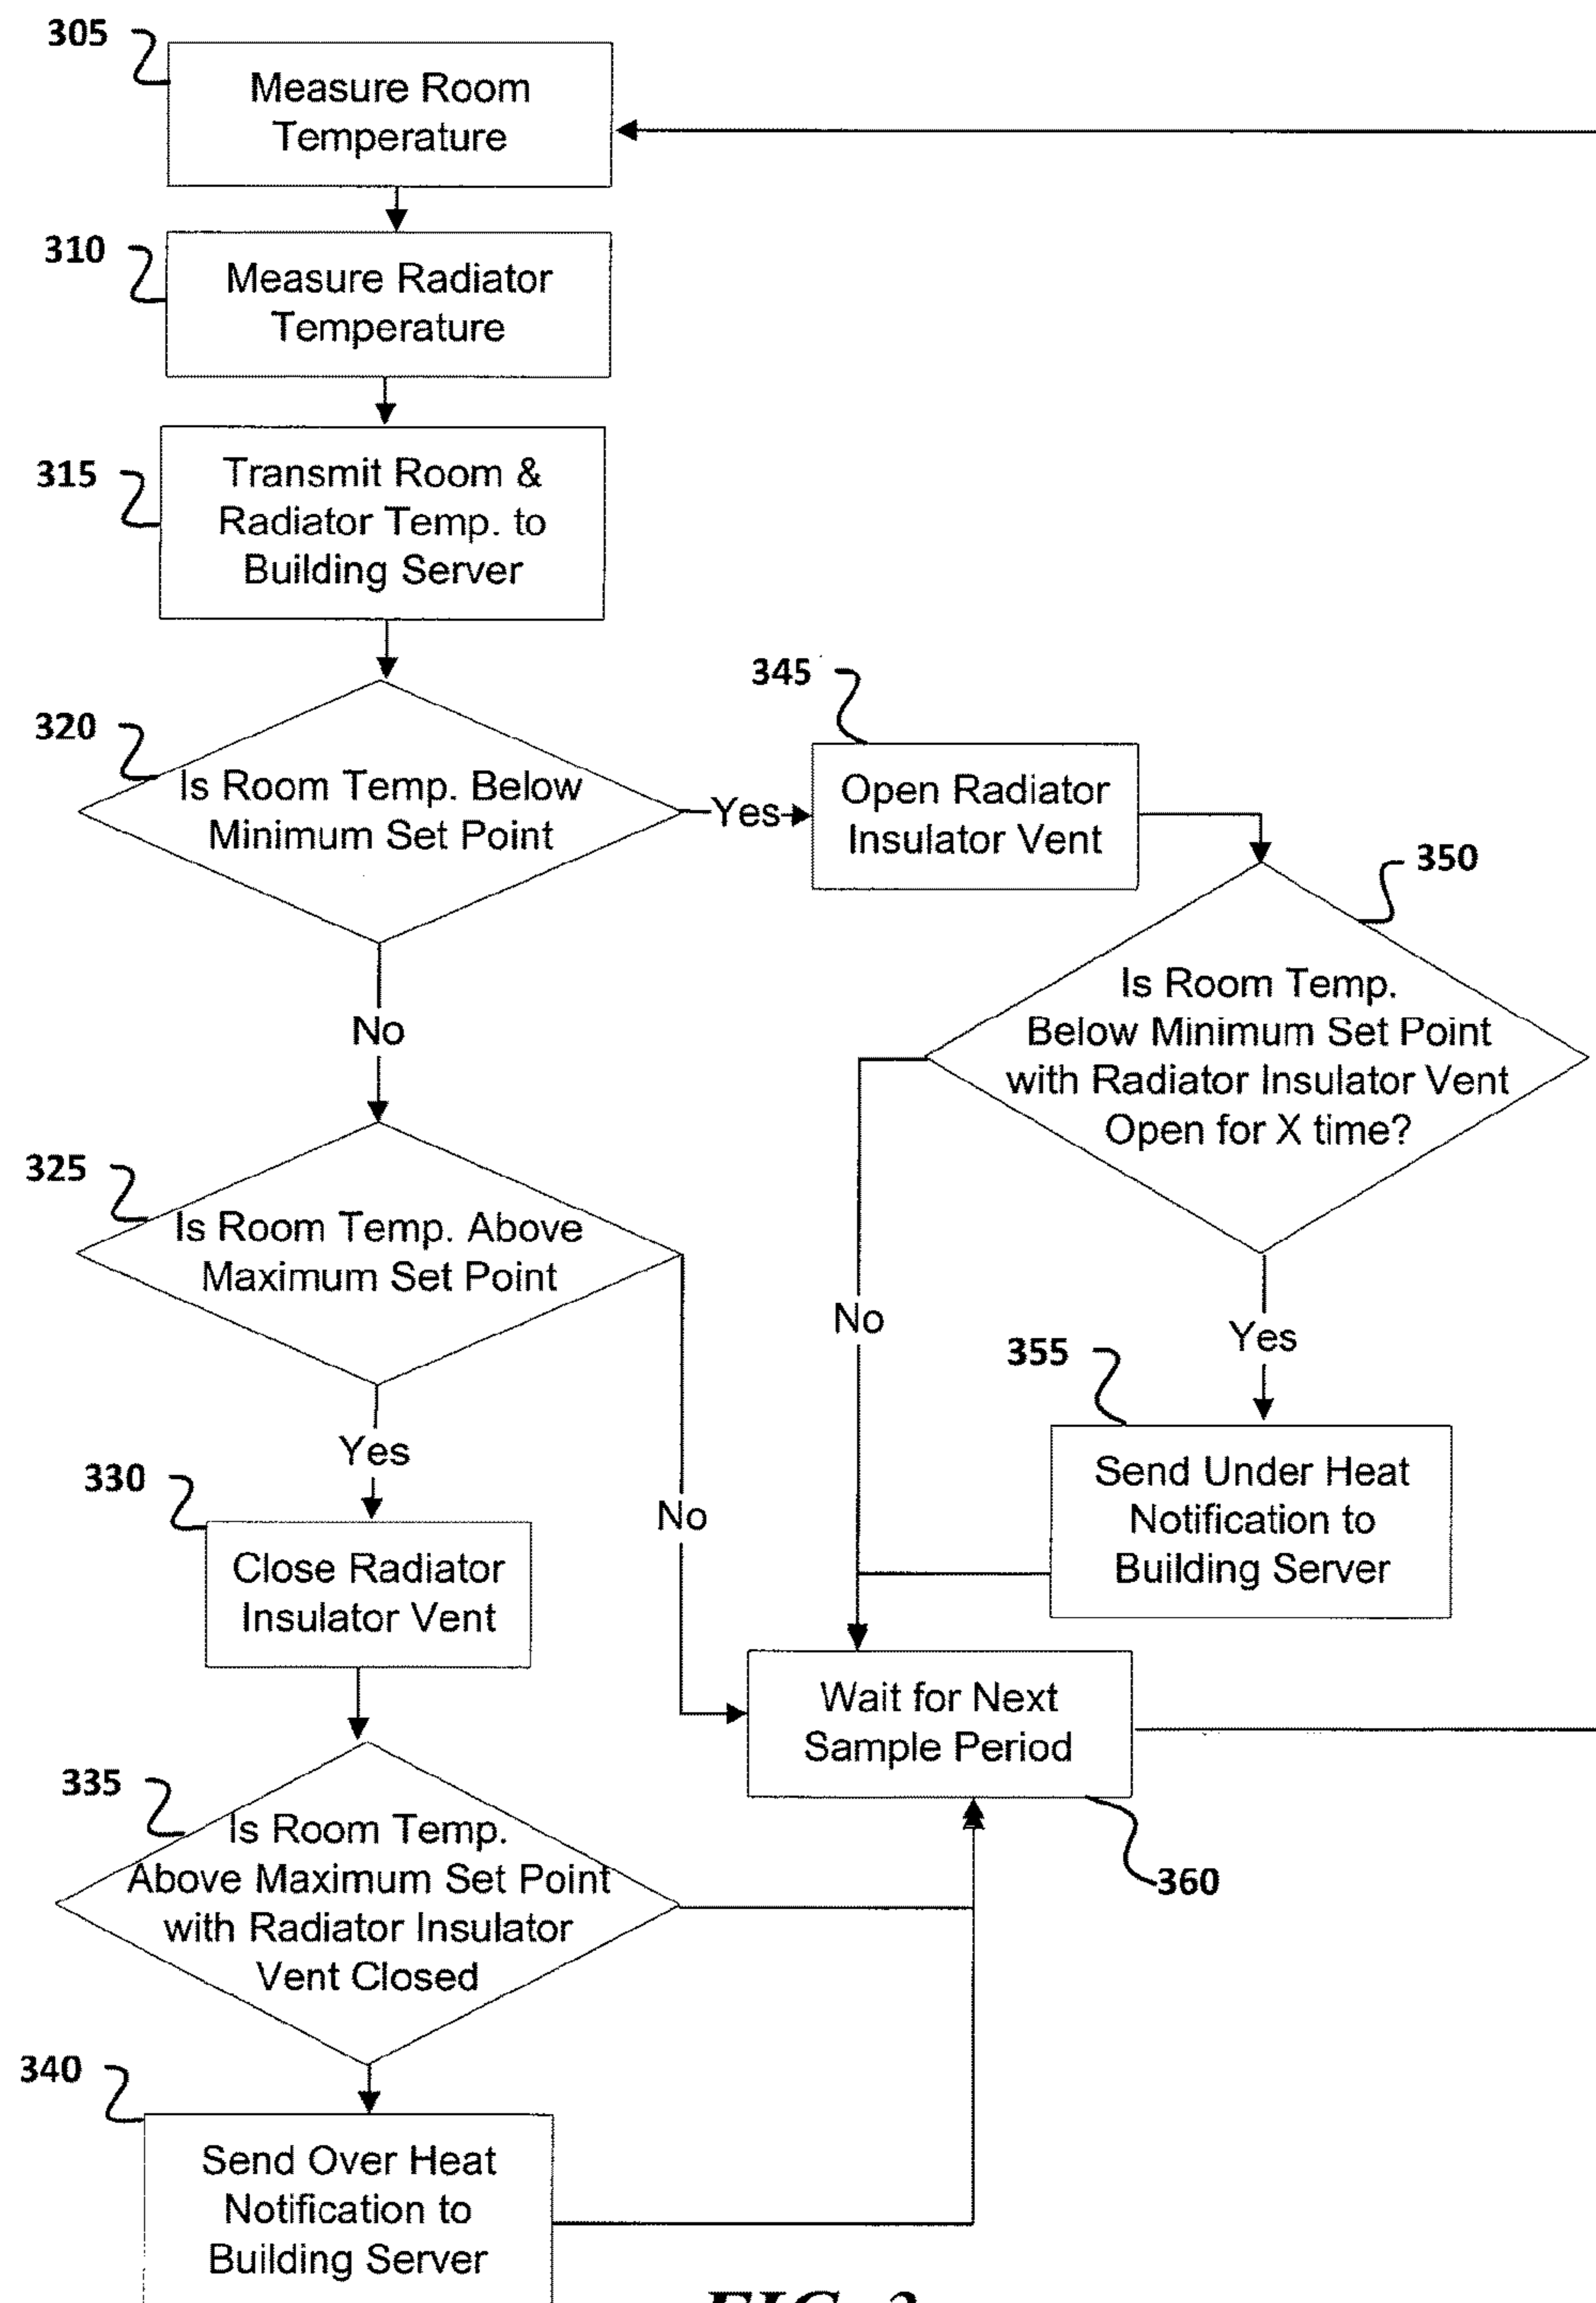 305
Measure Room
Temperature
310
Measure Radiator
Temperature
315
Transmit Room &
Radiator Temp. to
Building Server
320
Is Room Temp. Below
Minimum Set Point
Yes
345
Open Radiator
Insulator Vent
350
Is Room Temp.
Below Minimum Set Point
with Radiator Insulator Vent
Open for X time?
No
325
Is Room Temp. Above
Maximum Set Point
No
Yes
355
Send Under Heat
Notification to
Building Server
Yes
No
330
Close Radiator
Insulator Vent
Wait for Next
Sample Period
360
335
Is Room Temp.
Above Maximum Set Point
with Radiator Insulator
Vent Closed
340
Send Over Heat
Notification to
Building Server